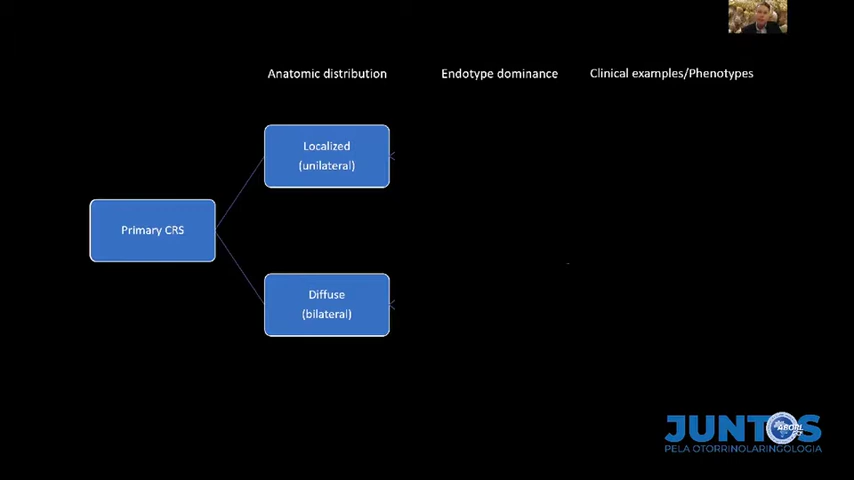 Anatomic distribution
Endotype dominance
Clinical examples/Phenotypes
Localized
(unilateral)
Primary CRS
Diffuse
(bilateral)
JUNTOS
PELA OTORRINOLARINGOLOGIA